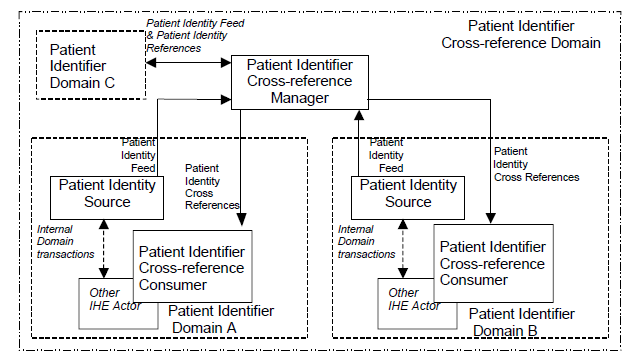 Patient Identity Feed
& Patient Identity
References
Patient Identifier
Cross-reference Domain
Patient
Identifier
Domain C
Patient Identifier
Cross-reference
Manager
Patient
Identity
Feed
Patient
Identity
Cross
References
Patient Identity
Source
Internal
Domain
transactions
Patient Identifier
Cross-reference
Consumer
Other
IHE Actor
Patient Identifier
Domain A
Patient
Identity
Feed
Patient
Identity
Cross References
Patient Identity
Source
Internal
Domain
transactions
Patient Identifier
Cross-reference
Consumer
Other
IHE Actor
Patient Identifier
Domain B